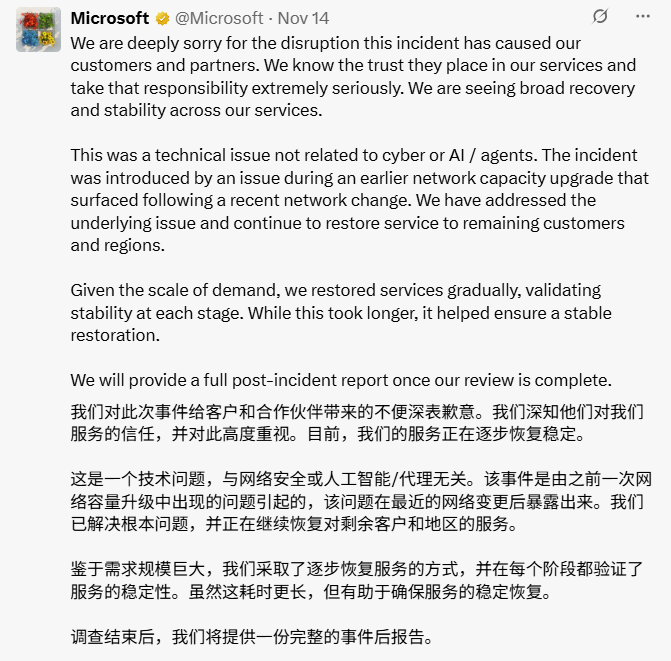 Microsoft @Microsoft · Nov 14
We are deeply sorry for the disruption this incident has caused our
customers and partners. We know the trust they place in our services and
take that responsibility extremely seriously. We are seeing broad recovery
and stability across our services.
This was a technical issue not related to cyber or AI / agents. The incident
was introduced by an issue during an earlier network capacity upgrade that
surfaced following a recent network change. We have addressed the
underlying issue and continue to restore service to remaining customers
and regions.
Given the scale of demand, we restored services gradually, validating
stability at each stage. While this took longer, it helped ensure a stable
restoration.
We will provide a full post-incident report once our review is complete.
我们对此次事件给客户和合作伙伴带来的不便深表歉意。我们深知他们对我们
服务的信任，并对此高度重视。目前，我们的服务正在逐步恢复稳定。
这是一个技术问题，与网络安全或人工智能/代理无关。该事件是由之前一次网
络容量升级中出现的问题引起的，该问题在最近的网络变更后暴露出来。我们
已解决根本问题，并正在继续恢复对剩余客户和地区的服务。
鉴于需求规模巨大，我们采取了逐步恢复服务的方式，并在每个阶段都验证了
服务的稳定性。虽然这耗时更长，但有助于确保服务的稳定恢复。
调查结束后，我们将提供一份完整的事件后报告。